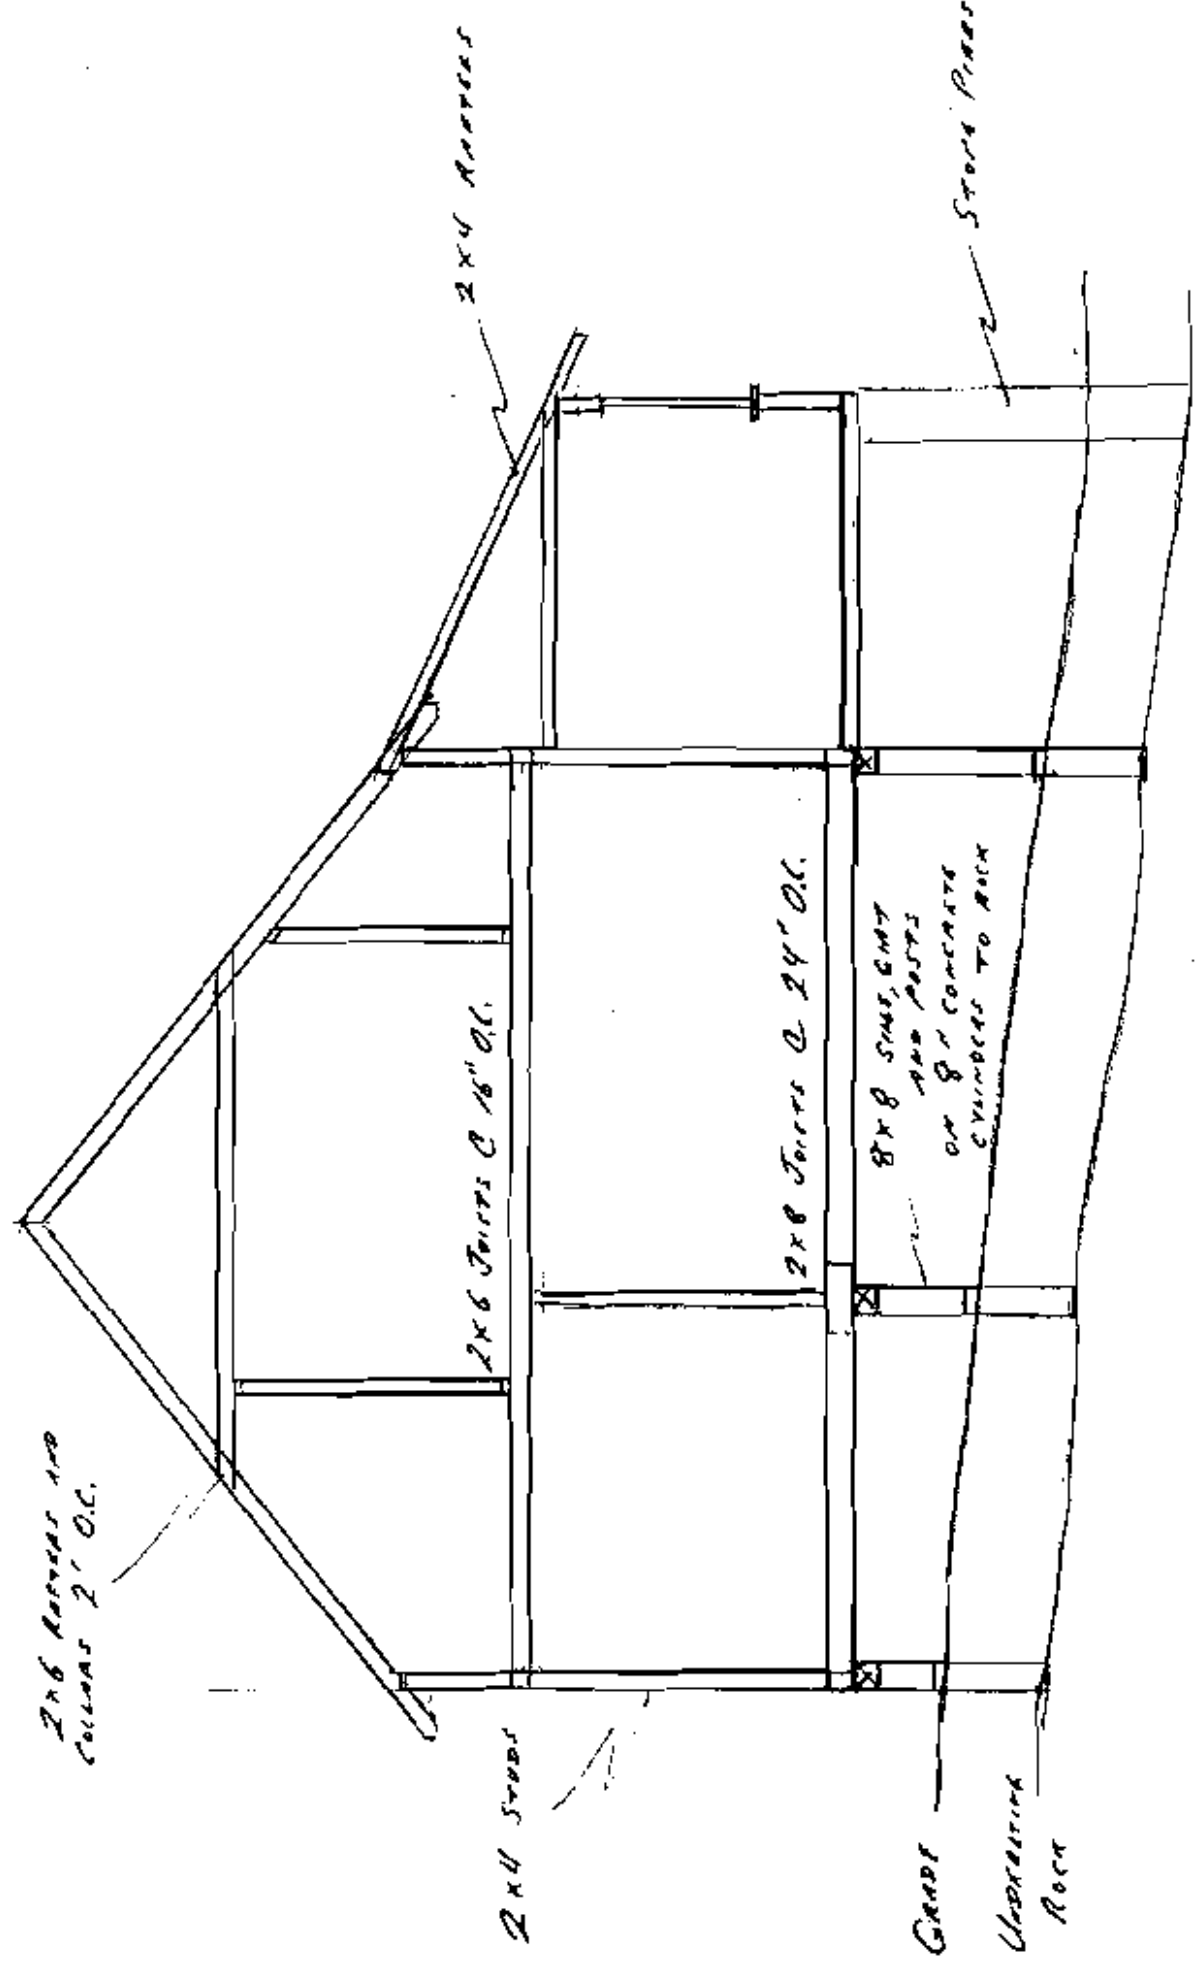 2x6 RAFTERS AND
COLLARS 2' O.C.
2x4 RAFTERS
2x4 STUDS
2x6 JOISTS @ 16" O.C.
2x8 JOISTS @ 24" O.C.
8x8 SILLS, GIRT
AND POSTS
ON 8" CONCRETE
CYLINDERS TO ROCK
STONE PIERS
GRADE
UNDERLYING
ROCK